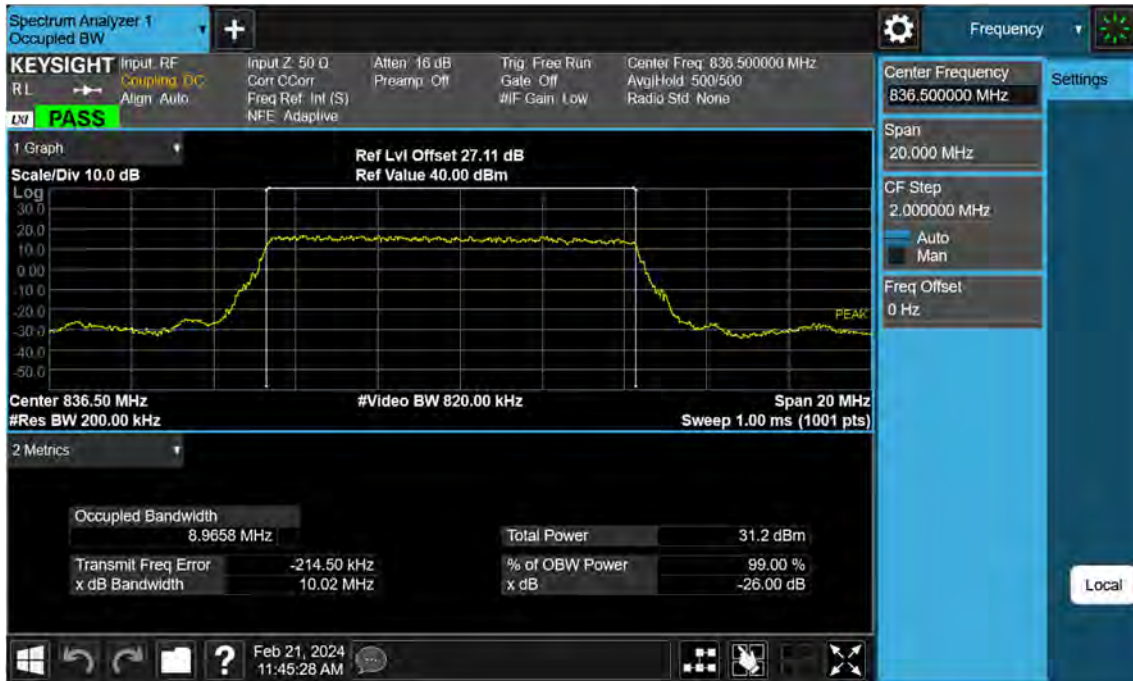 Spectrum Analyzer 1
Occupied BW
+
Frequency
KEYSIGHT
RL
LXI PASS
Input: RF
Coupling: DC
Align: Auto
Input Z: 50 Ω
Corr CCorr
Freq Ref: Int (S)
NFE: Adaptive
Atten: 16 dB
Preamp: Off
Trig: Free Run
Gate: Off
#IF Gain: Low
Center Freq: 836.500000 MHz
Avg|Hold: 500/500
Radio Std: None
Center Frequency
836.500000 MHz
Settings
Span
20.000 MHz
CF Step
2.000000 MHz
Auto
Man
Freq Offset
0 Hz
1 Graph
Scale/Div 10.0 dB
Ref Lvl Offset 27.11 dB
Ref Value 40.00 dBm
Log
30.0
20.0
10.0
0.00
-10.0
-20.0
-30.0
-40.0
-50.0
PEAK
Center 836.50 MHz
#Video BW 820.00 kHz
Span 20 MHz
#Res BW 200.00 kHz
Sweep 1.00 ms (1001 pts)
2 Metrics
Occupied Bandwidth
8.9658 MHz
Total Power 31.2 dBm
Transmit Freq Error -214.50 kHz
% of OBW Power 99.00 %
x dB Bandwidth 10.02 MHz
x dB -26.00 dB
Local
?
Feb 21, 2024
11:45:28 AM